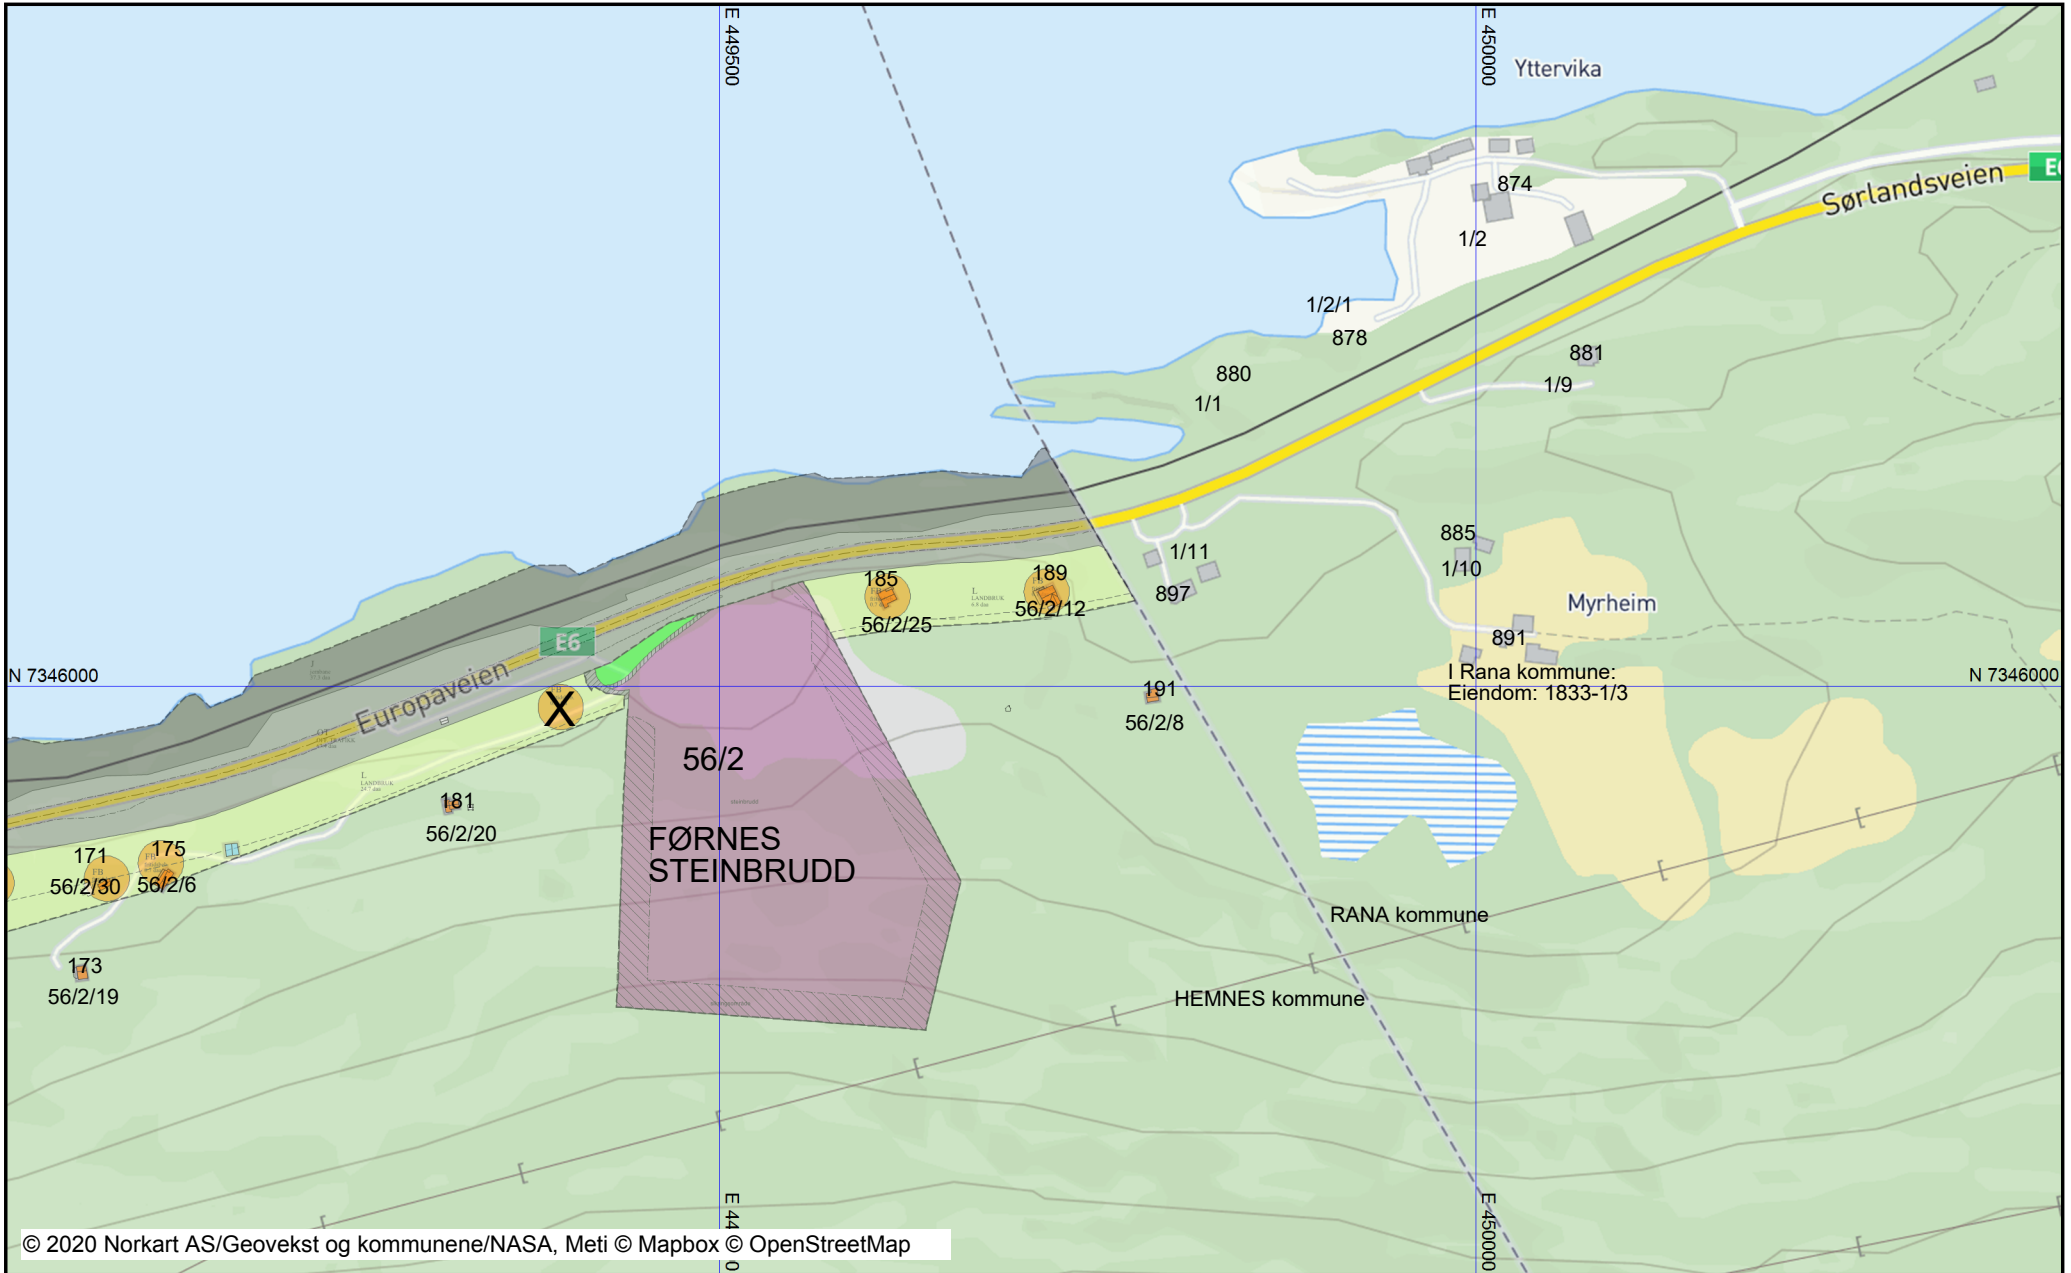 E 449500
E 450000
Yttervika
874
Sørlandsveien
1/2
1/2/1
878
881
880
1/9
1/1
885
1/11
1/10
185
189
897
Myrheim
56/2/12
56/2/25
L
LANDBRUK
E6
891
N 7346000
I Rana kommune:
Eiendom: 1833-1/3
N 7346000
191
Europaveien
X
56/2/8
56/2
L
LANDBRUK
181
56/2/20
FØRNES
STEINBRUDD
171
175
FB
FB
56/2/30
56/2/6
RANA kommune
173
56/2/19
HEMNES kommune
E 450000
© 2020 Norkart AS/Geovekst og kommunene/NASA, Meti © Mapbox © OpenStreetMap